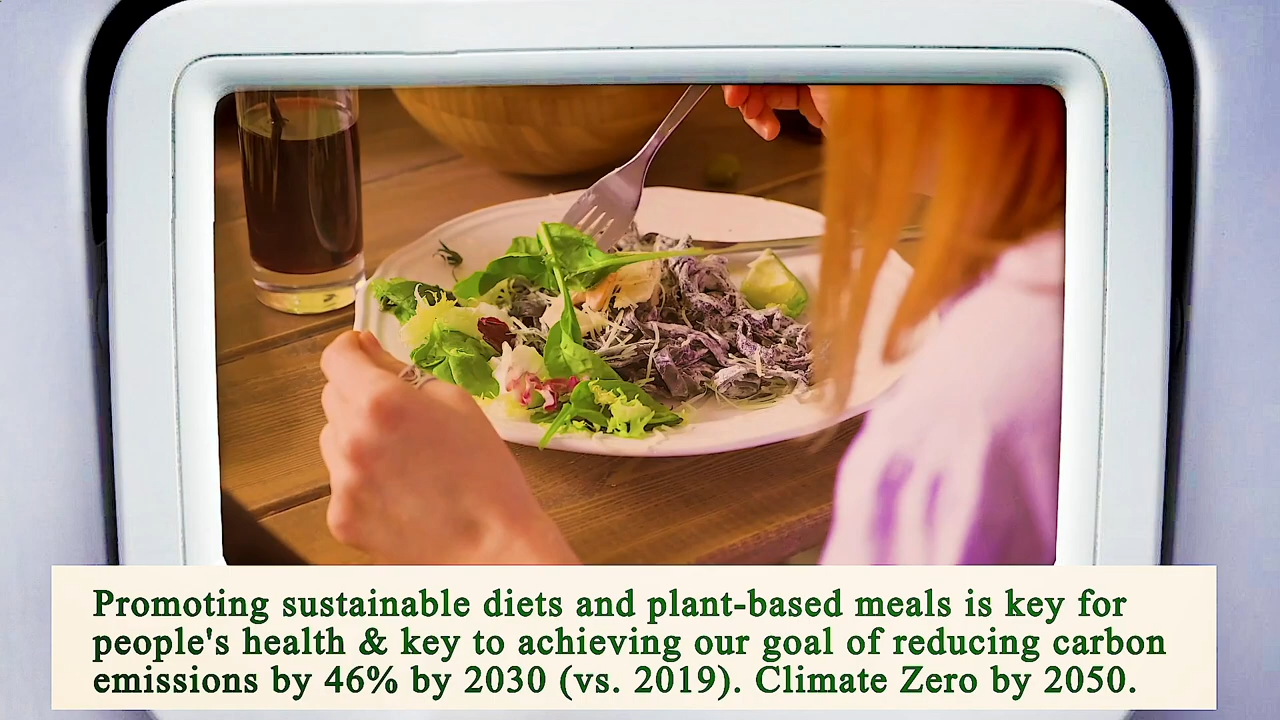 Promoting sustainable diets and plant-based meals is key for
people's health & key to achieving our goal of reducing carbon
emissions by 46% by 2030 (vs. 2019). Climate Zero by 2050.